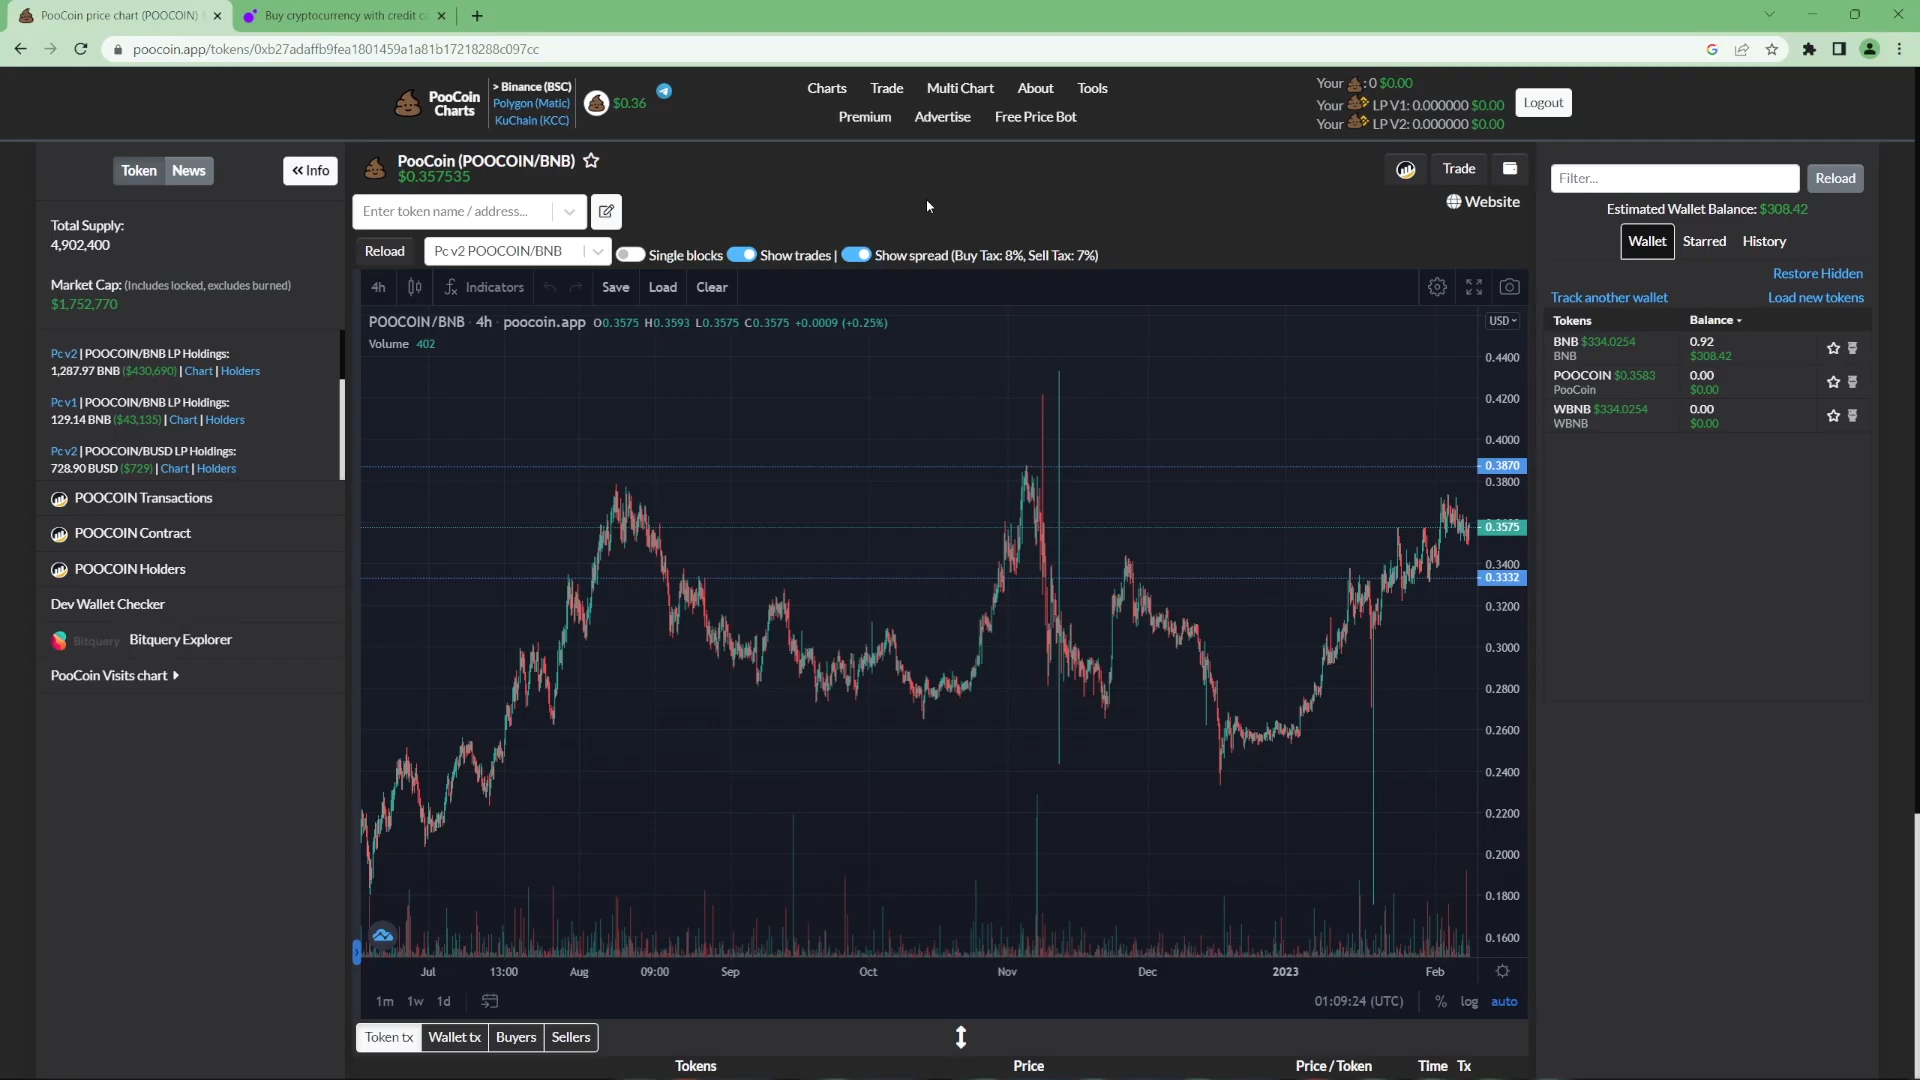 PooCoin price chart (POOCOIN)
Buy cryptocurrency with credit ca
poocoin.app/tokens/0xb27adaffb9fea1801459a1a81b17218288c097cc
PooCoin
Charts
> Binance (BSC)
Polygon (Matic)
KuChain (KCC)
$0.36
Charts Trade Multi Chart About Tools
Premium Advertise Free Price Bot
Your :0 $0.00
Your LP V1: 0.000000 $0.00
Your LP V2: 0.000000 $0.00
Logout
Token News
« Info
Total Supply:
4,902,400
Market Cap: (Includes locked, excludes burned)
$1,752,770
Pc v2 | POOCOIN/BNB LP Holdings:
1,287.97 BNB ($430,690) | Chart | Holders
Pc v1 | POOCOIN/BNB LP Holdings:
129.14 BNB ($43,135) | Chart | Holders
Pc v2 | POOCOIN/BUSD LP Holdings:
728.90 BUSD ($729) | Chart | Holders
POOCOIN Transactions
POOCOIN Contract
POOCOIN Holders
Dev Wallet Checker
Bitquery Bitquery Explorer
PooCoin Visits chart
PooCoin (POOCOIN/BNB)
$0.357535
Trade
Website
Enter token name / address...
Reload
Pc v2 POOCOIN/BNB
Single blocks Show trades | Show spread (Buy Tax: 8%, Sell Tax: 7%)
4h Indicators Save Load Clear
POOCOIN/BNB · 4h · poocoin.app O0.3575 H0.3593 L0.3575 C0.3575 +0.0009 (+0.25%)
Volume 402
USD
0.4400
0.4200
0.4000
0.3870
0.3800
0.3575
0.3400
0.3332
0.3200
0.3000
0.2800
0.2600
0.2400
0.2200
0.2000
0.1800
0.1600
Jul 13:00 Aug 09:00 Sep Oct Nov Dec 2023 Feb
1m 1w 1d
01:09:24 (UTC) % log auto
Token tx Wallet tx Buyers Sellers
Tokens Price Price / Token Time Tx
Filter...
Reload
Estimated Wallet Balance: $308.42
Wallet Starred History
Restore Hidden
Track another wallet Load new tokens
Tokens Balance
BNB $334.0254 0.92
BNB $308.42
POOCOIN $0.3583 0.00
PooCoin $0.00
WBNB $334.0254 0.00
WBNB $0.00